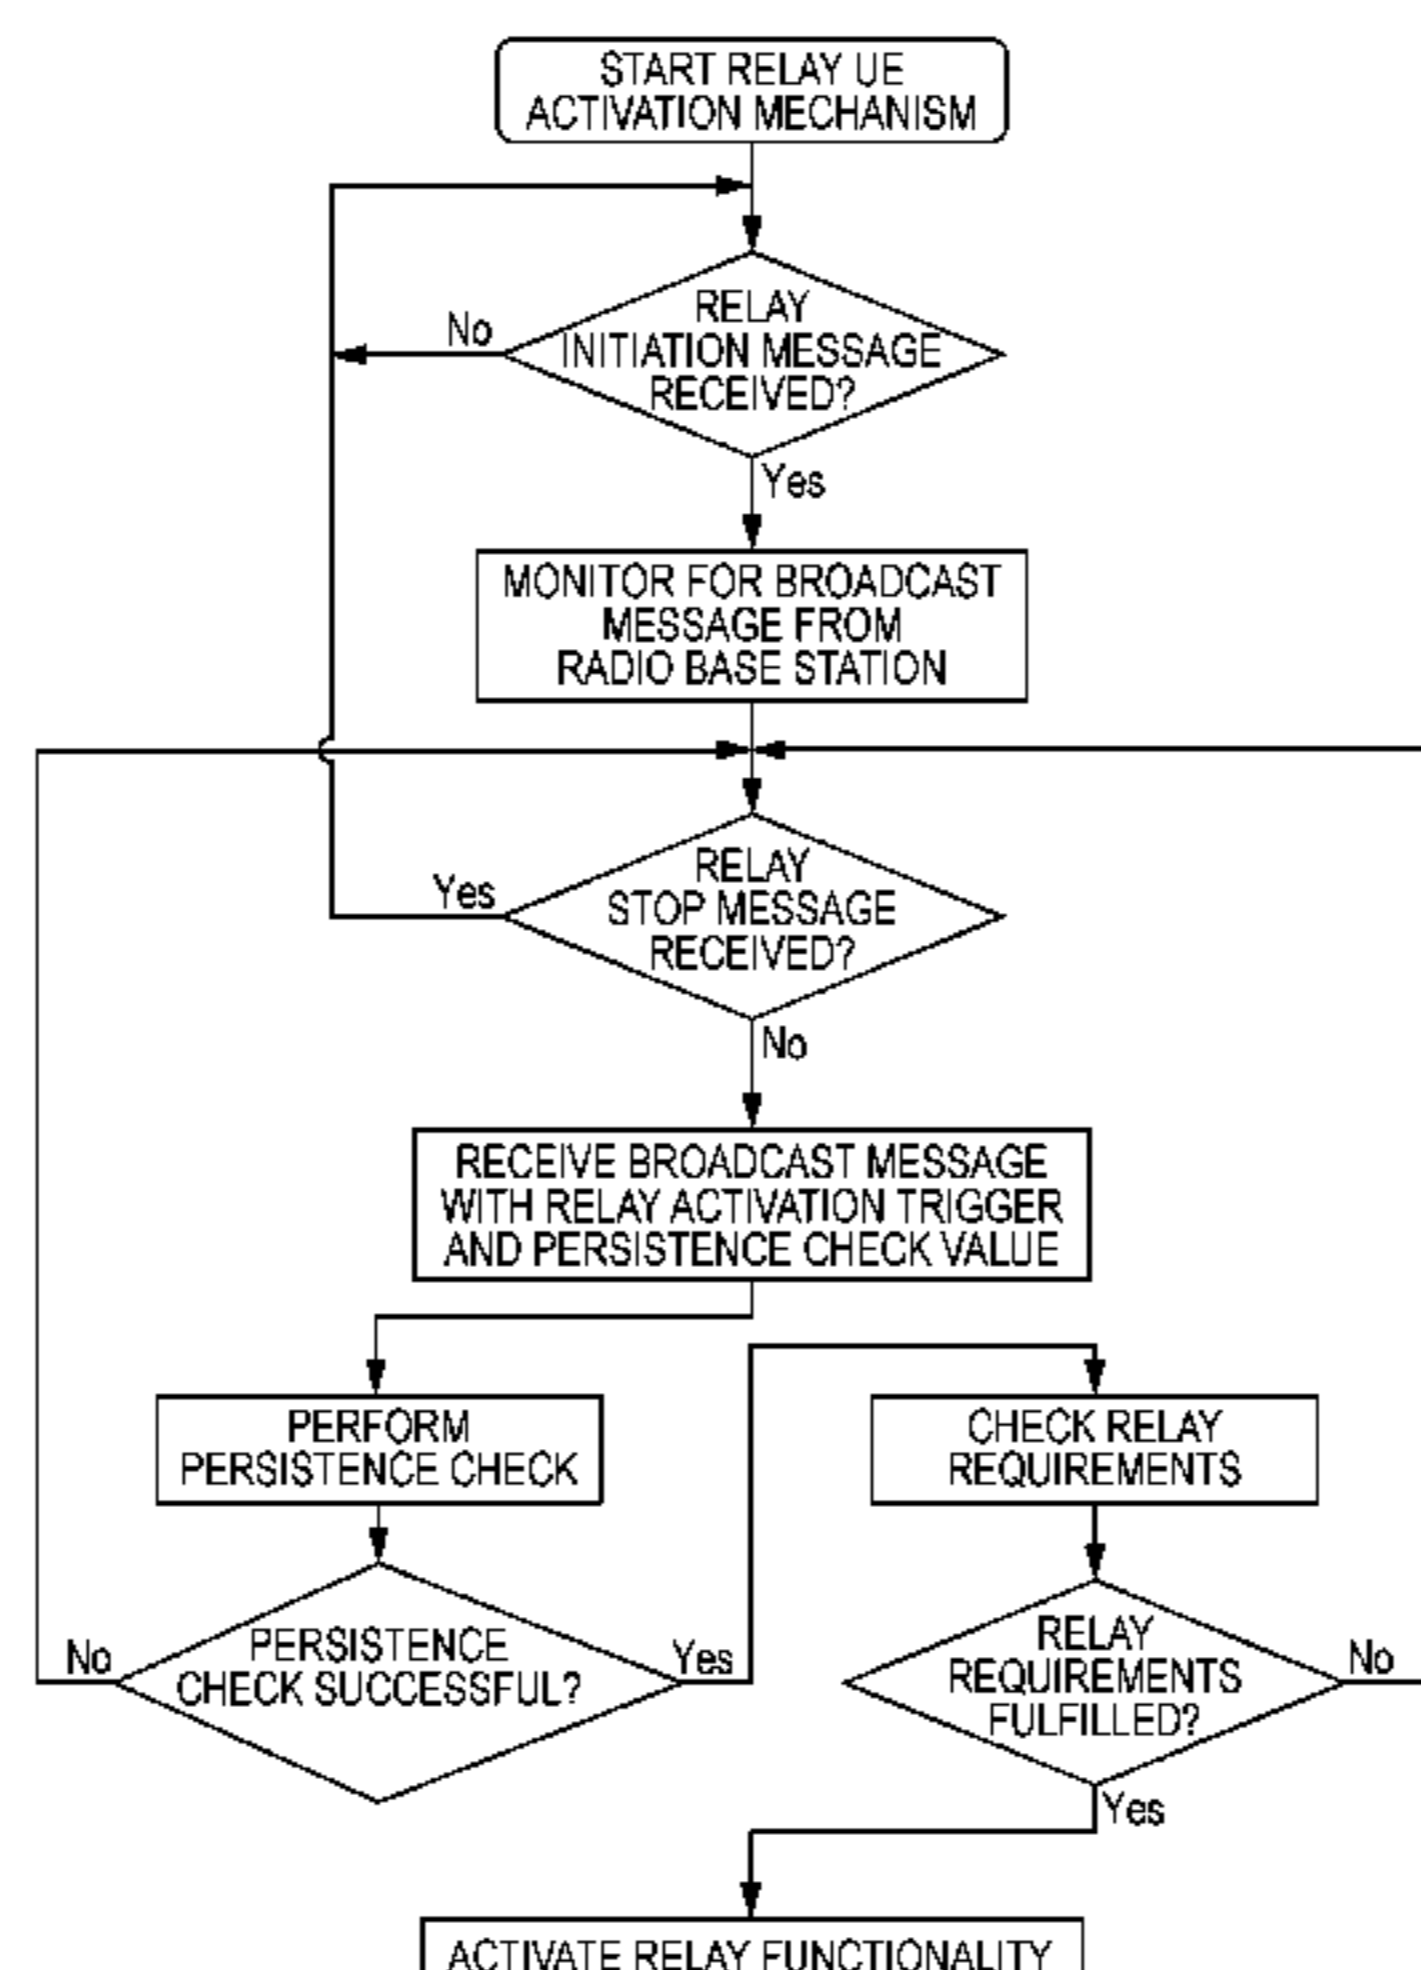 START RELAY UE
ACTIVATION MECHANISM
RELAY
INITIATION MESSAGE
RECEIVED?
No
Yes
MONITOR FOR BROADCAST
MESSAGE FROM
RADIO BASE STATION
RELAY
STOP MESSAGE
RECEIVED?
Yes
No
RECEIVE BROADCAST MESSAGE
WITH RELAY ACTIVATION TRIGGER
AND PERSISTENCE CHECK VALUE
PERFORM
PERSISTENCE CHECK
CHECK RELAY
REQUIREMENTS
No
PERSISTENCE
CHECK SUCCESSFUL?
Yes
RELAY
REQUIREMENTS
FULFILLED?
No
Yes
ACTIVATE RELAY FUNCTIONALITY